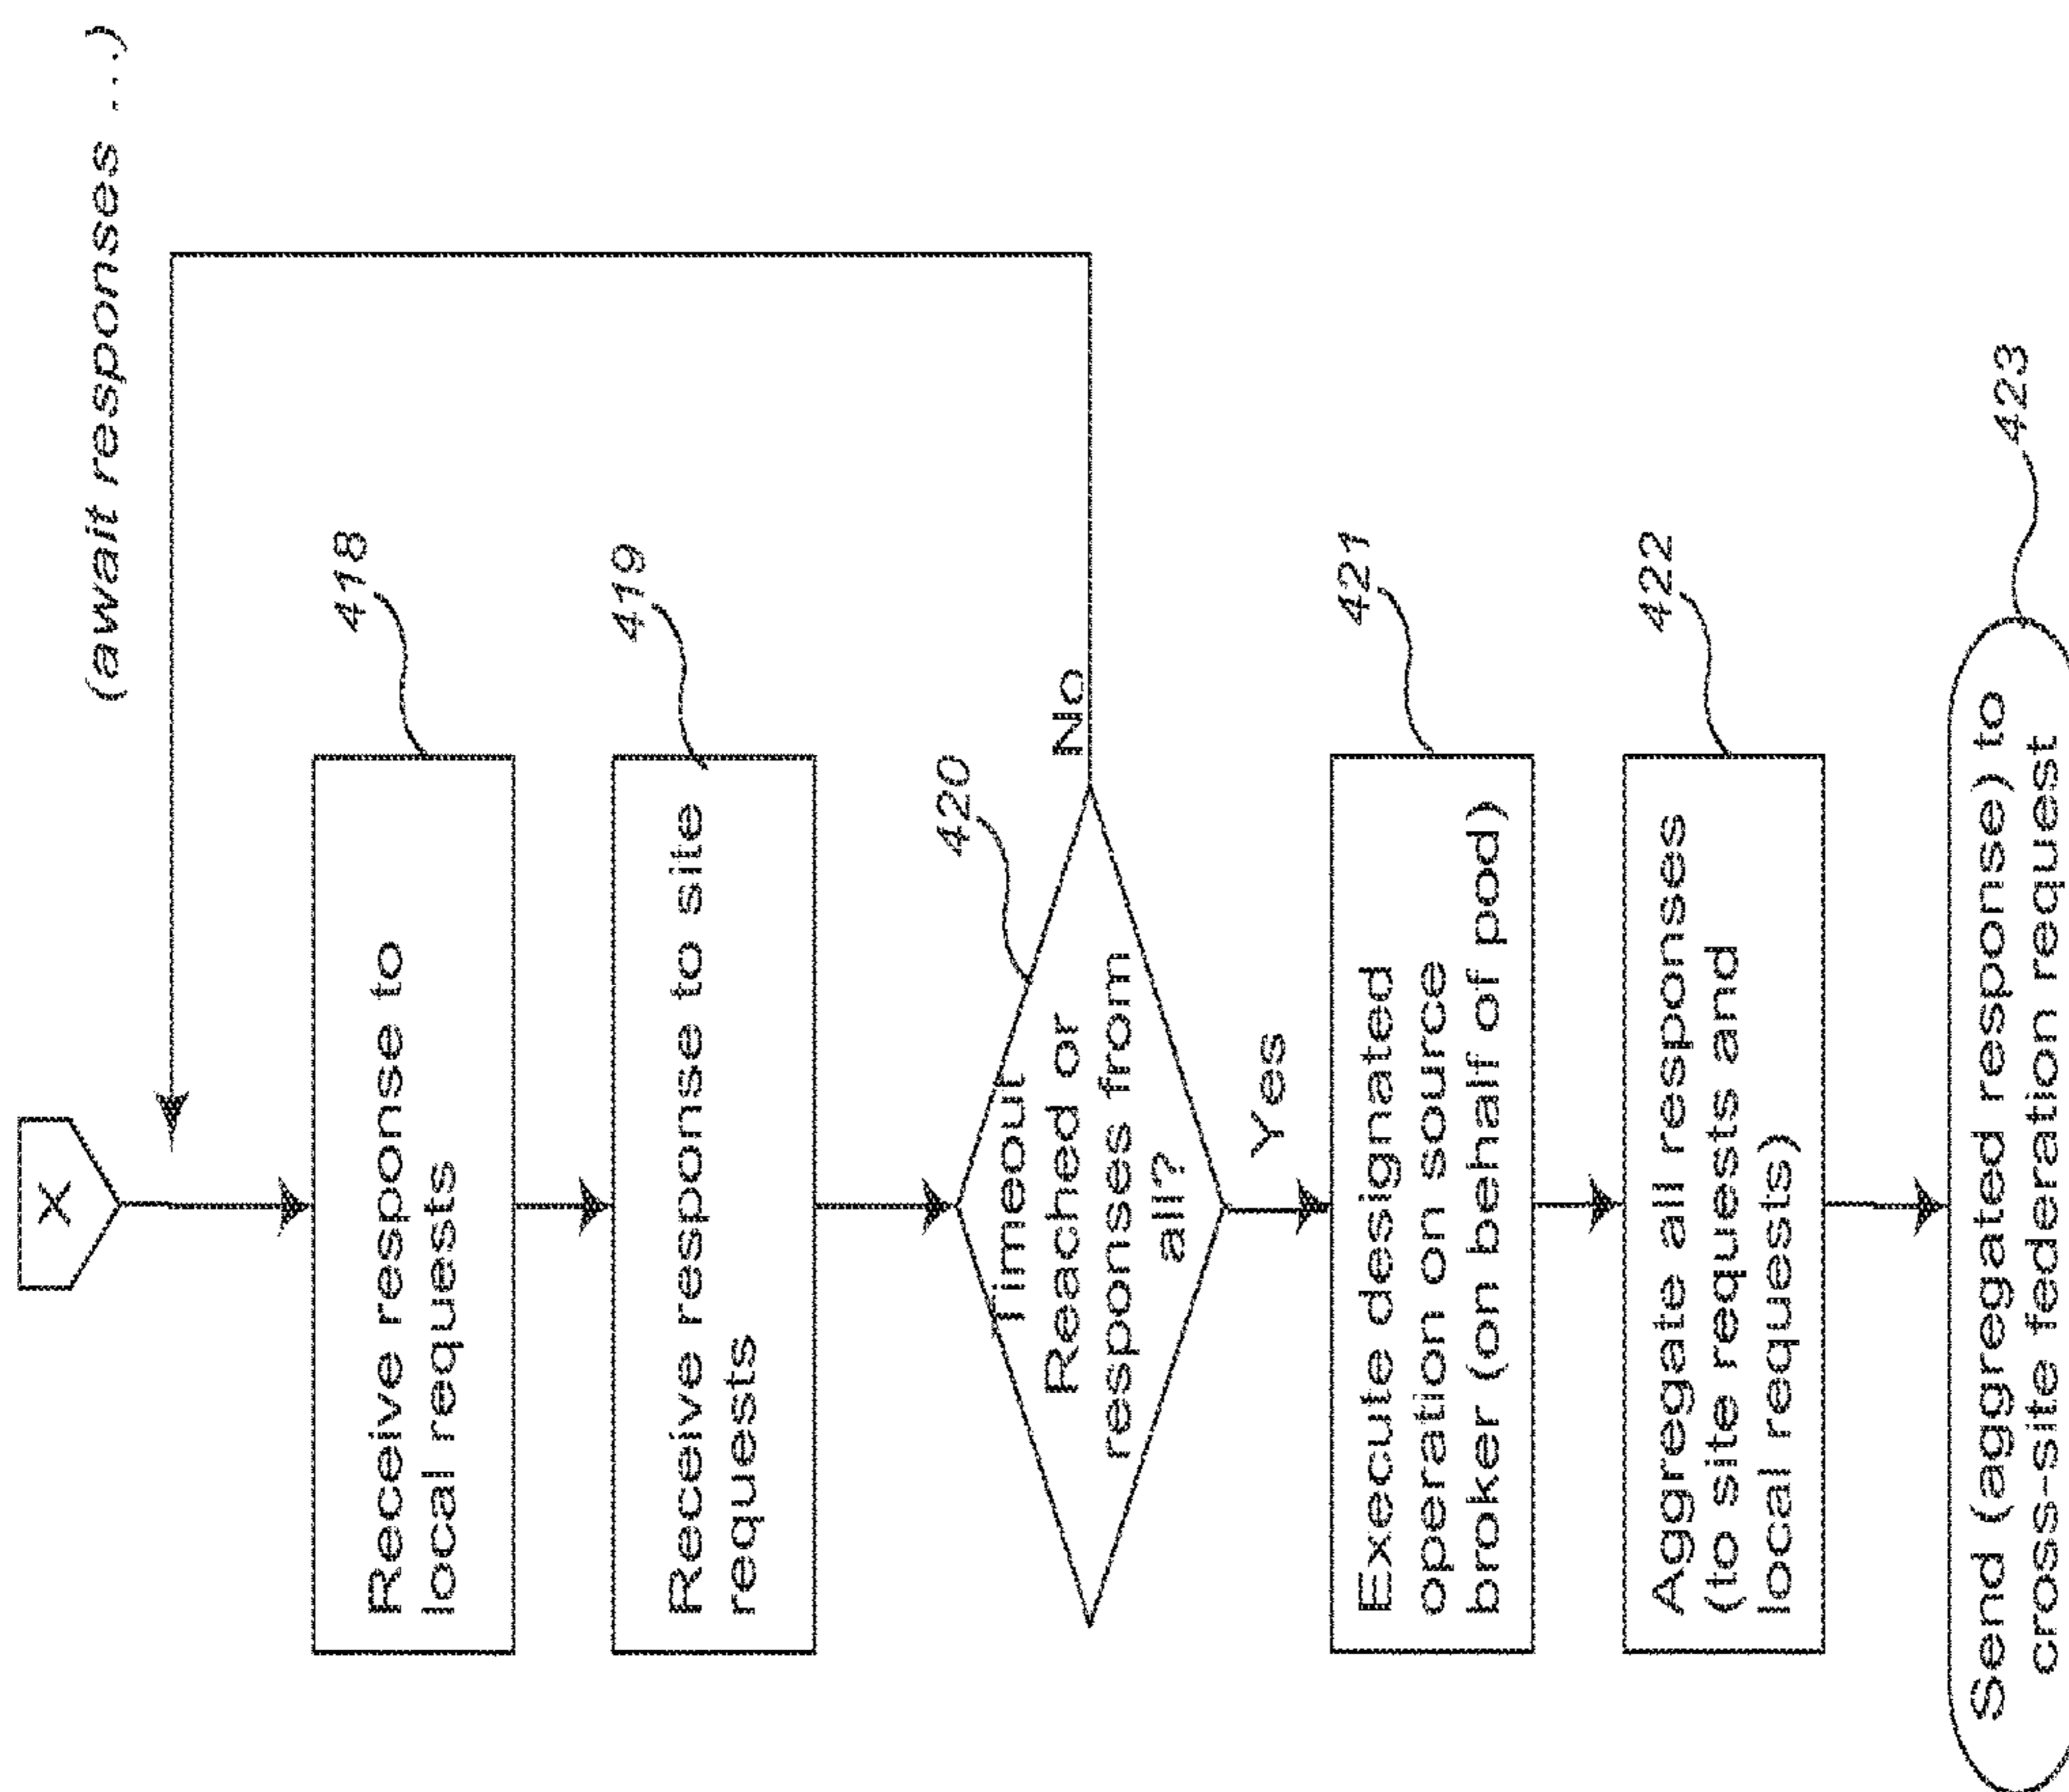 X
(await responses ...)
Receive response to
local requests
418
Receive response to site
requests
419
Timeout
Reached or
responses from
all?
420
No
Yes
Execute designated
operation on source
broker (on behalf of pod)
421
Aggregate all responses
(to site requests and
local requests)
422
Send (aggregated response) to
cross-site federation request
423